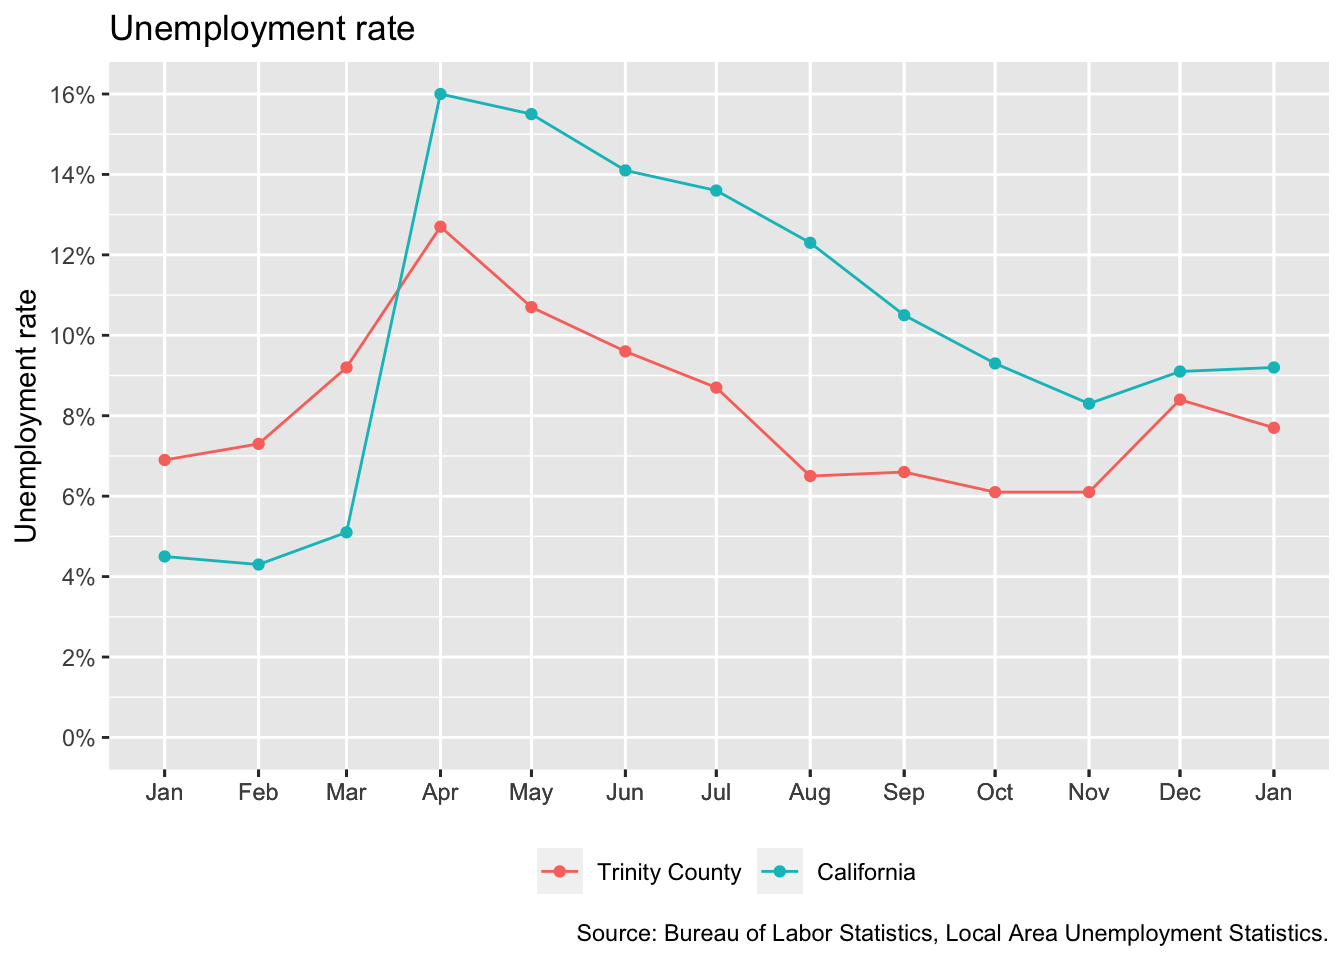 Unemployment rate
Unemployment rate
16%
14%
12%
10%
8%
6%
4%
2%
0%
Jan Feb Mar Apr May Jun Jul Aug Sep Oct Nov Dec Jan
Trinity County California
Source: Bureau of Labor Statistics, Local Area Unemployment Statistics.